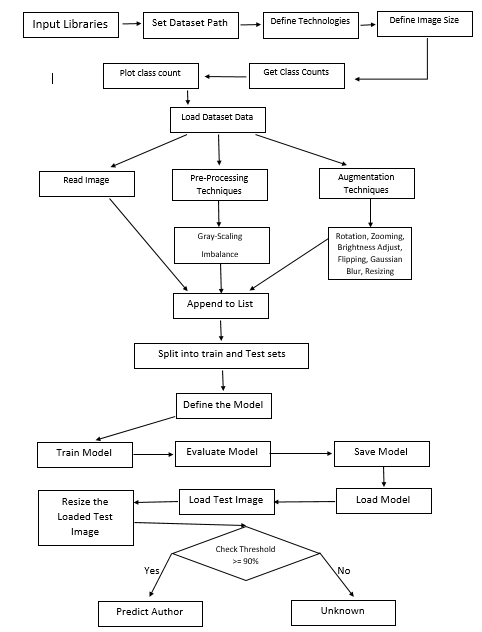 Input Libraries
Set Dataset Path
Define Technologies
Define Image Size
Plot class count
Get Class Counts
Load Dataset Data
Read Image
Pre-Processing
Techniques
Augmentation
Techniques
Gray-Scaling
Imbalance
Rotation, Zooming,
Brightness Adjust,
Flipping, Gaussian
Blur, Resizing
Append to List
Split into train and Test sets
Define the Model
Train Model
Evaluate Model
Save Model
Resize the
Loaded Test
Image
Load Test Image
Load Model
Check Threshold
>= 90%
Yes
No
Predict Author
Unknown